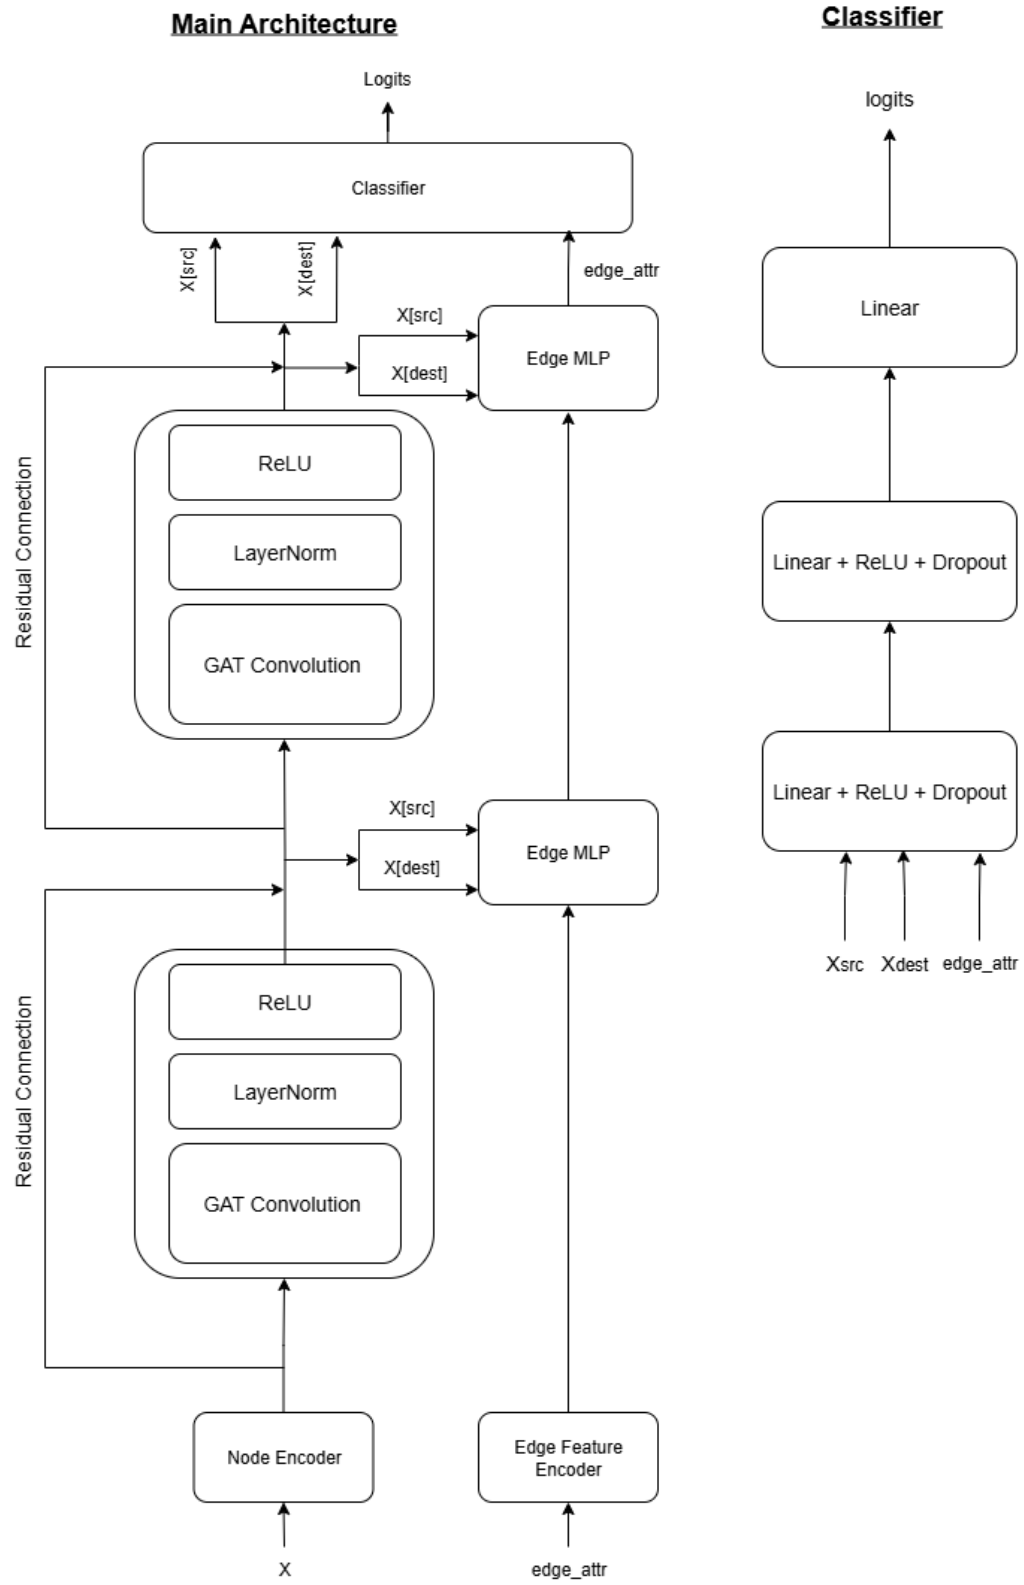 Main Architecture
Logits
Classifier
X[src]
X[dest]
edge_attr
X[src]
X[dest]
Edge MLP
Residual Connection
ReLU
LayerNorm
GAT Convolution
X[src]
X[dest]
Edge MLP
Residual Connection
ReLU
LayerNorm
GAT Convolution
Node Encoder
Edge Feature
Encoder
X
edge_attr
Classifier
logits
Linear
Linear + ReLU + Dropout
Linear + ReLU + Dropout
Xsrc
Xdest
edge_attr